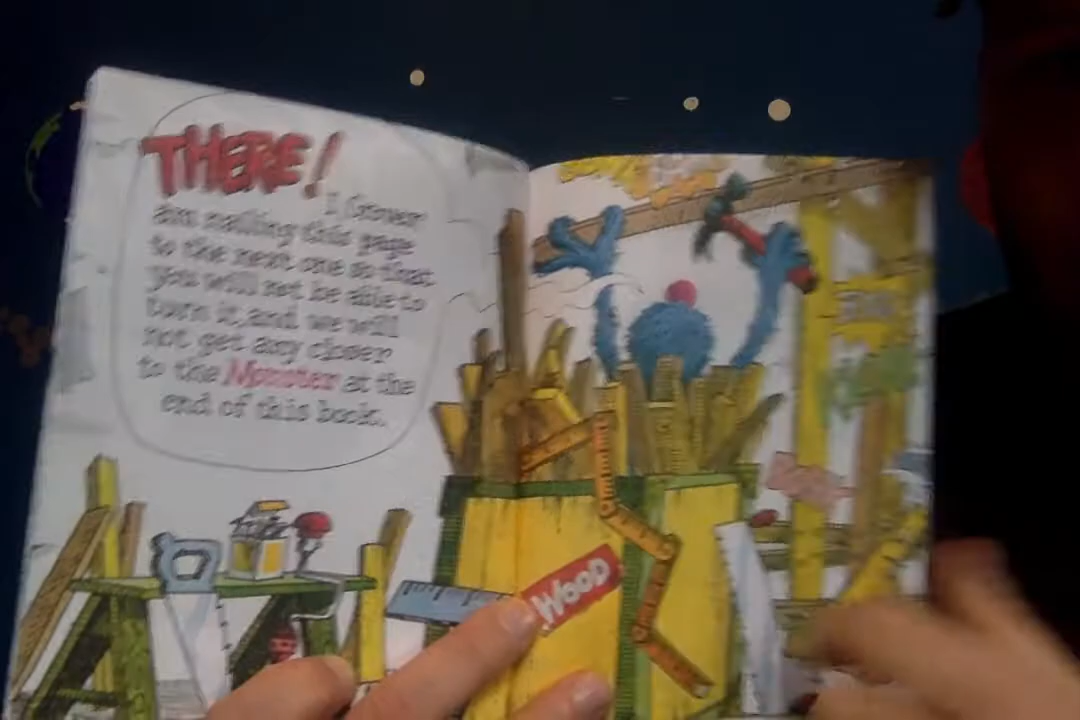 THERE!
I Grover
am nailing this page
to the next one so that
you will not be able to
turn it, and we will
not get any closer
to the Monster at the
end of this book.
WOOD